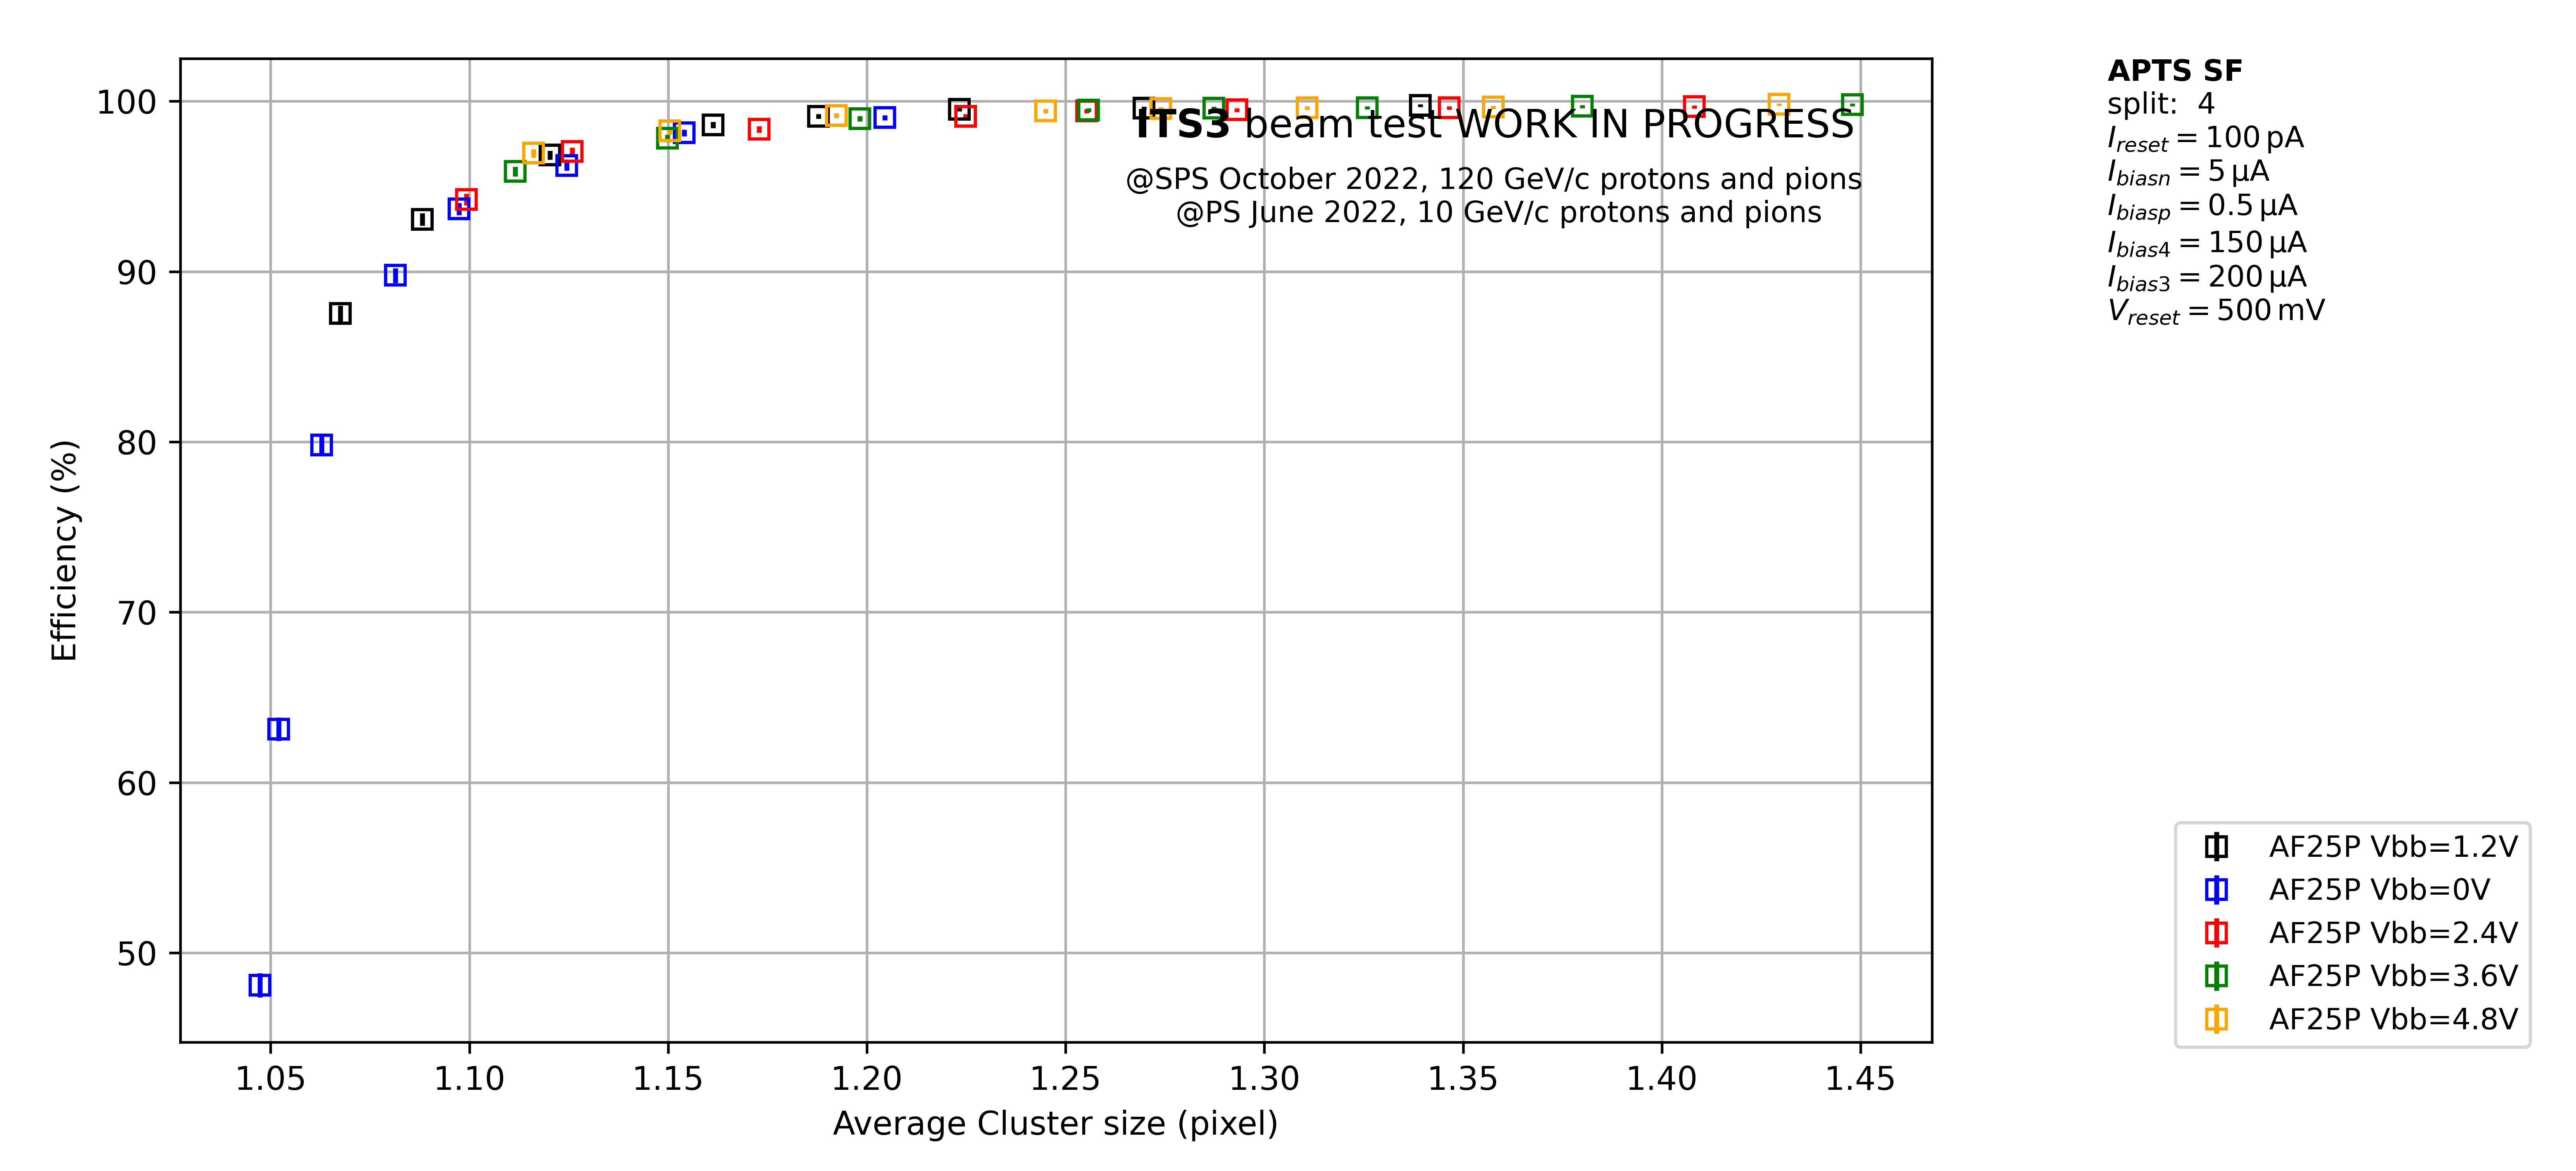 100
90
80
70
60
50
Efficiency (%)
1.05 1.10 1.15 1.20 1.25 1.30 1.35 1.40 1.45
Average Cluster size (pixel)
ITS3 beam test WORK IN PROGRESS
@SPS October 2022, 120 GeV/c protons and pions
@PS June 2022, 10 GeV/c protons and pions
APTS SF
split: 4
I_reset = 100 pA
I_biasn = 5 µA
I_biasp = 0.5 µA
I_bias4 = 150 µA
I_bias3 = 200 µA
V_reset = 500 mV
AF25P Vbb=1.2V
AF25P Vbb=0V
AF25P Vbb=2.4V
AF25P Vbb=3.6V
AF25P Vbb=4.8V